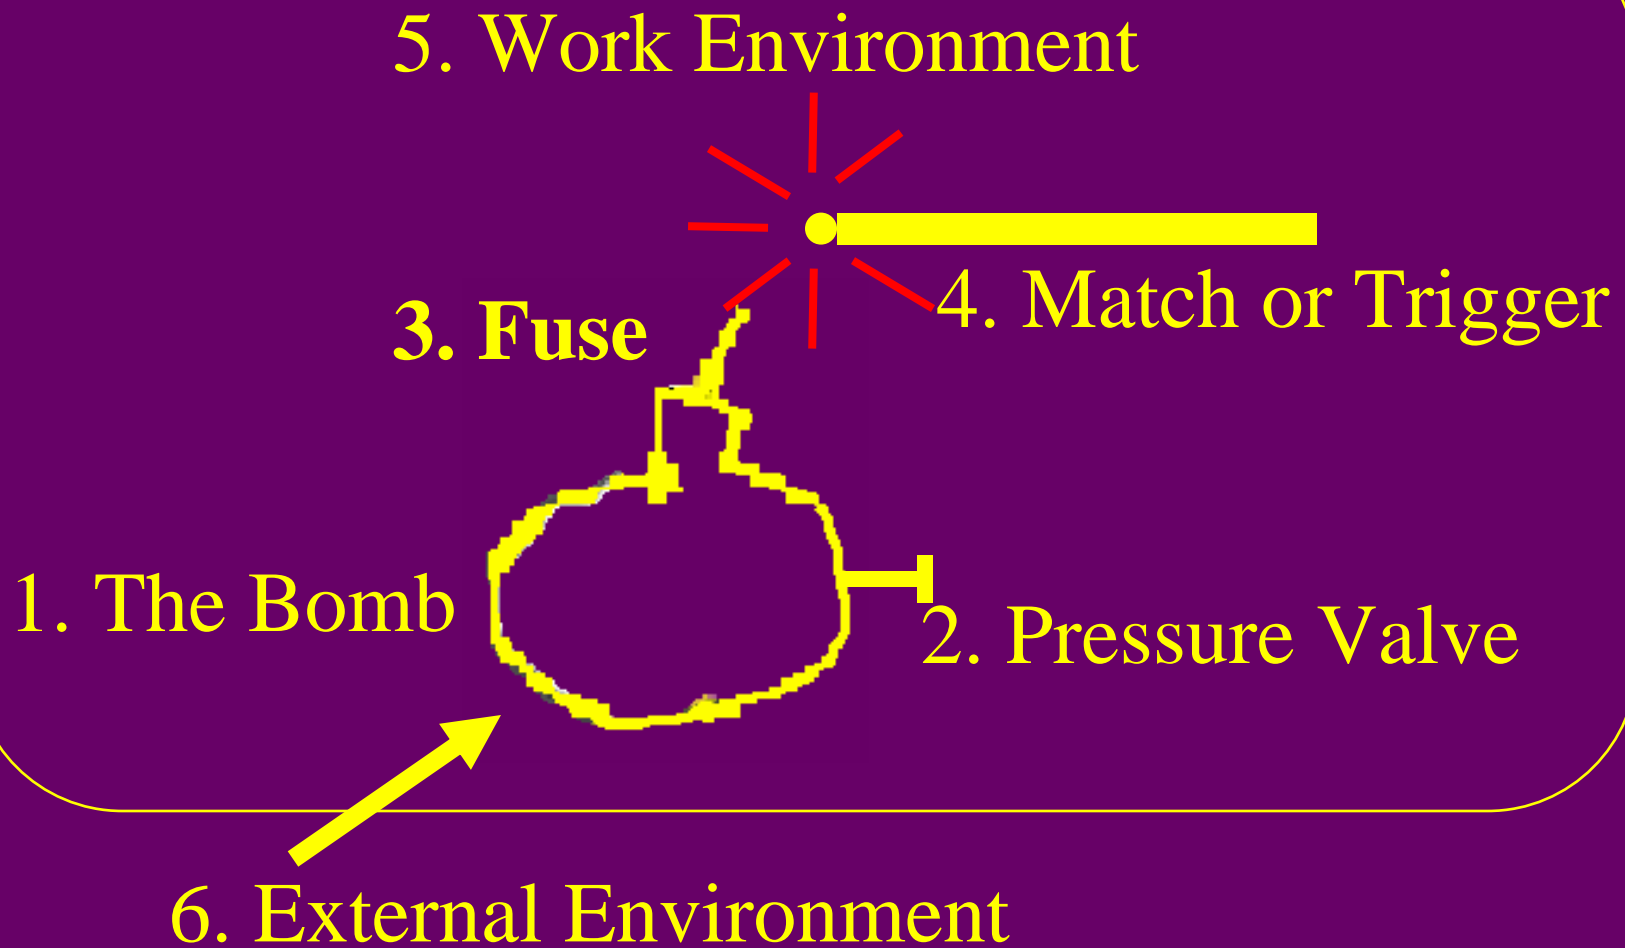 5. Work Environment
4. Match or Trigger
3. Fuse
1. The Bomb
2. Pressure Valve
6. External Environment